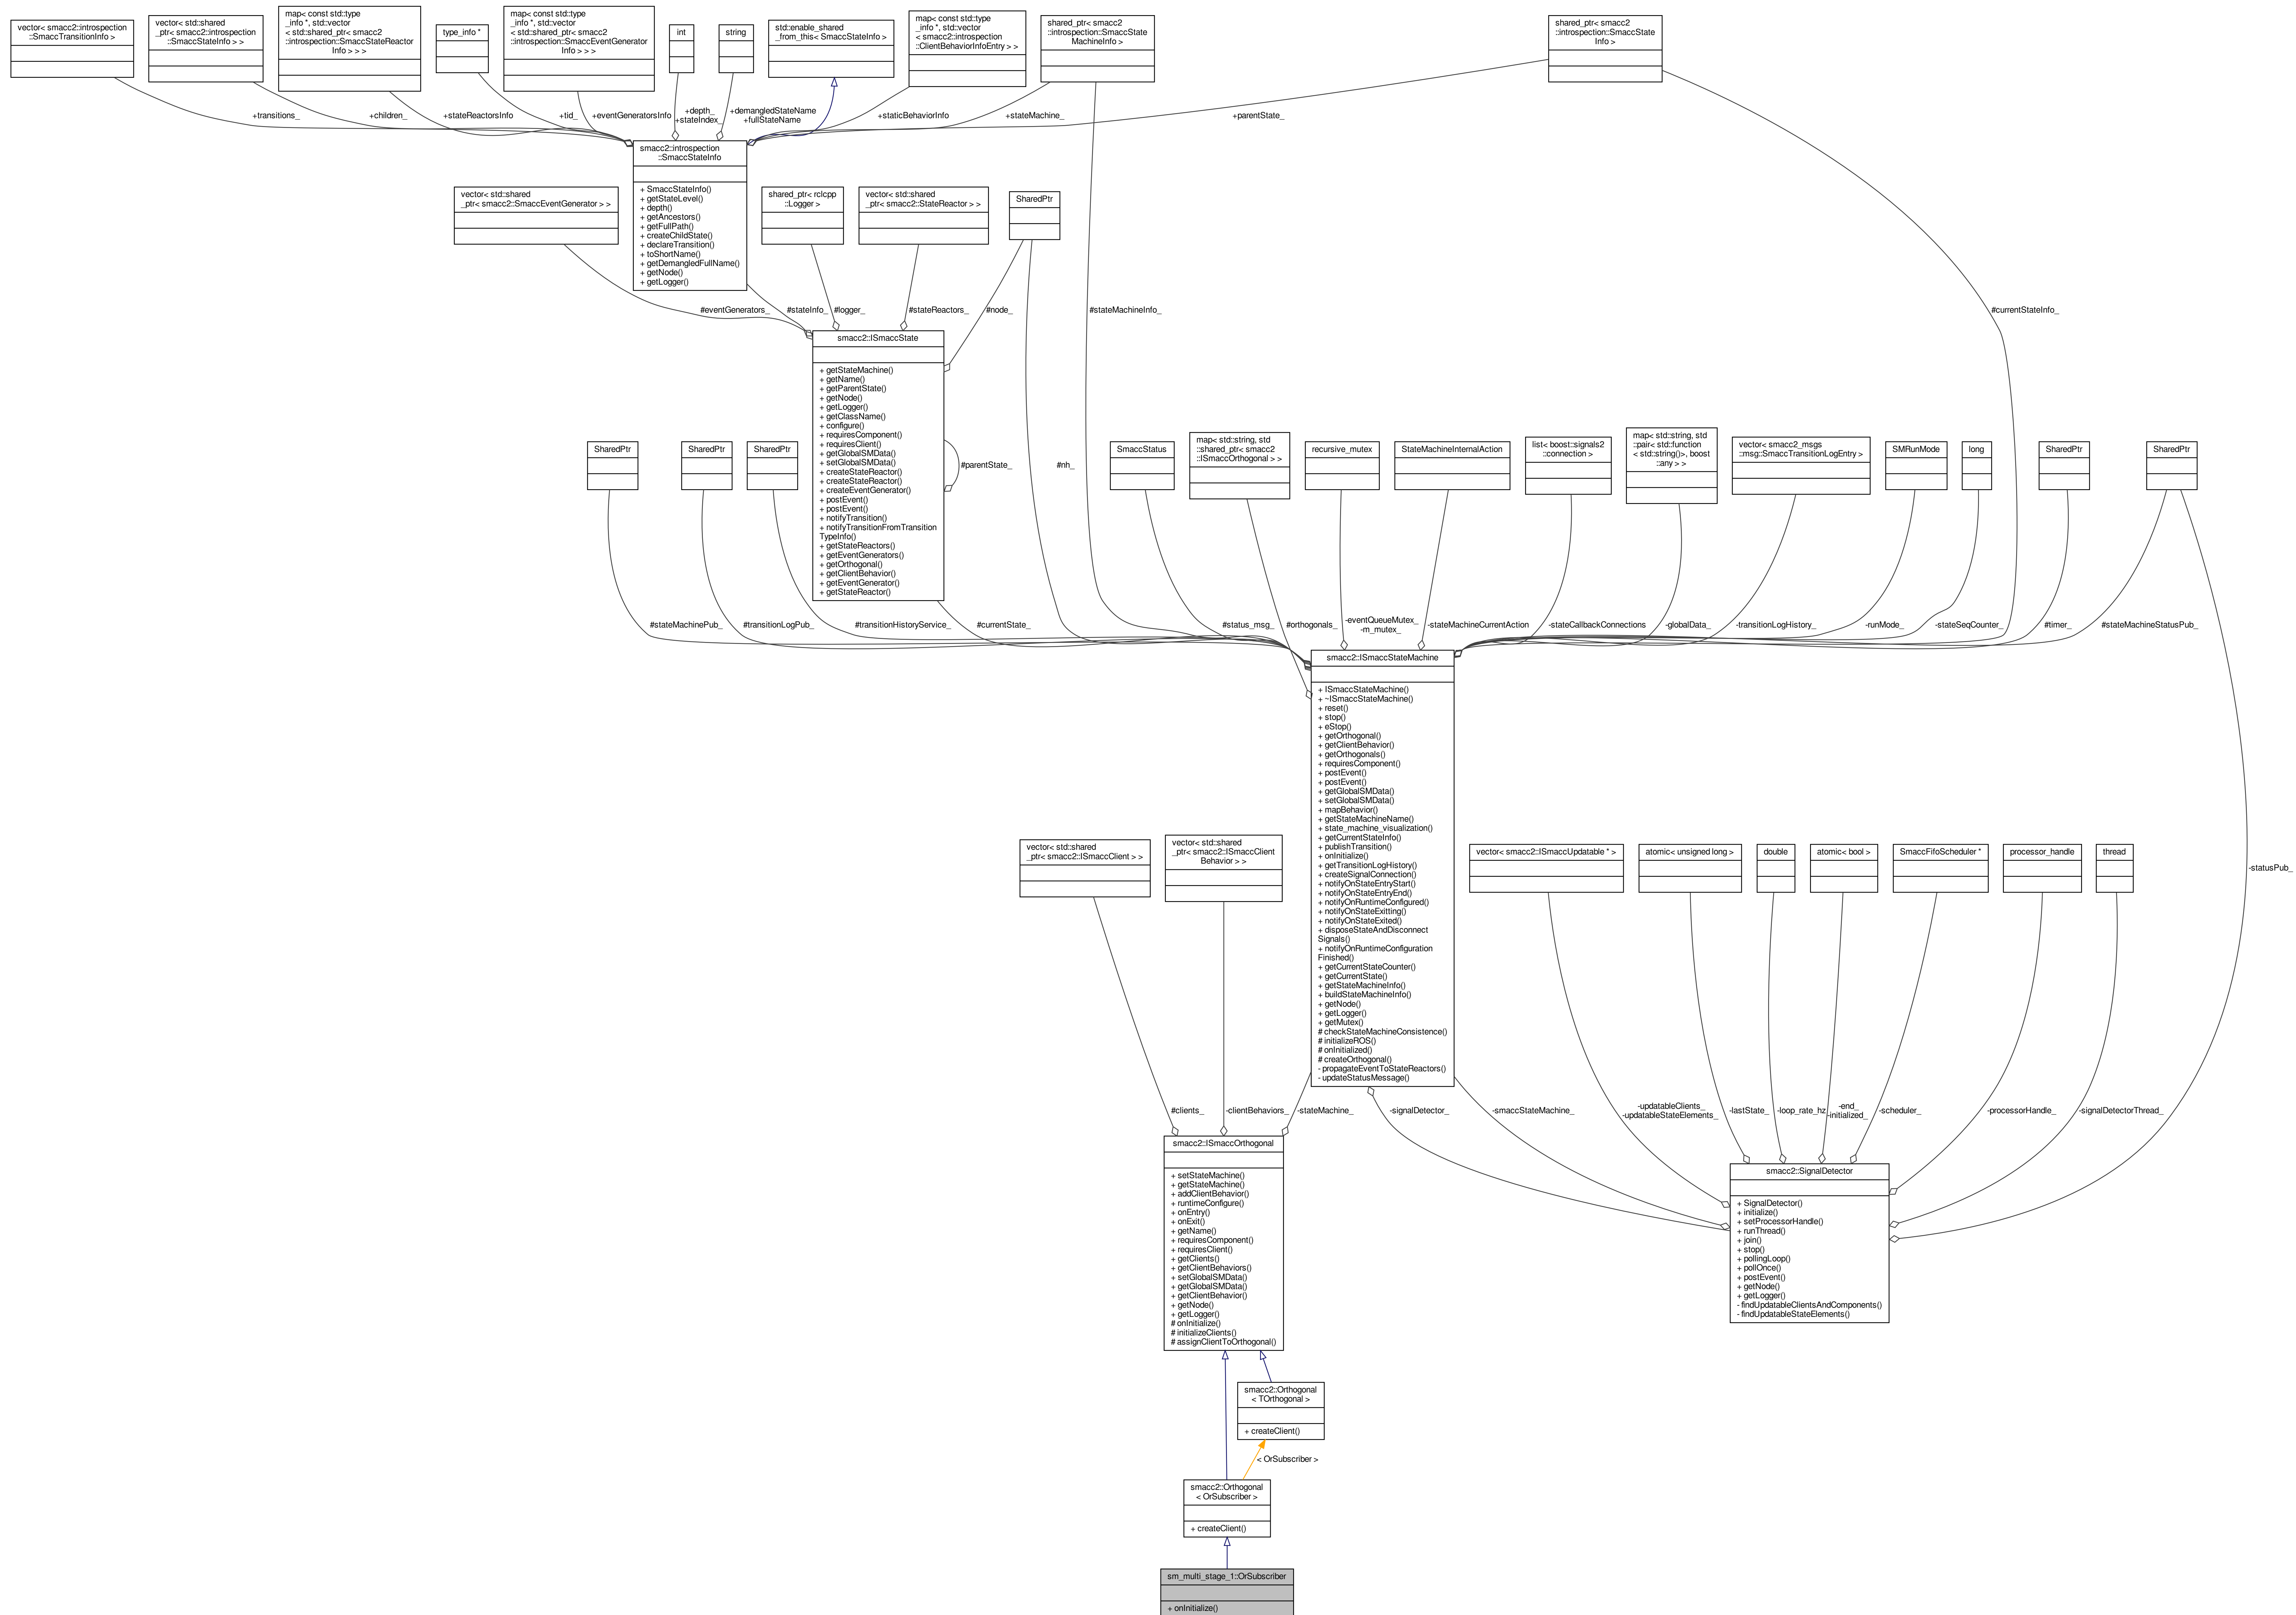 vector< smacc2::introspection
::SmaccTransitionInfo >
vector< std::shared
_ptr< smacc2::introspection
::SmaccStateInfo > >
map< const std::type
_info *, std::vector
< std::shared_ptr< smacc2
::introspection::SmaccStateReactor
Info > > >
type_info *
map< const std::type
_info *, std::vector
< std::shared_ptr< smacc2
::introspection::SmaccEventGenerator
Info > > >
int
string
std::enable_shared
_from_this< SmaccStateInfo >
map< const std::type
_info *, std::vector
< smacc2::introspection
::ClientBehaviorInfoEntry > >
shared_ptr< smacc2
::introspection::SmaccState
MachineInfo >
shared_ptr< smacc2
::introspection::SmaccState
Info >
+transitions_
+children_
+stateReactorsInfo
+tid_
+eventGeneratorsInfo
+depth_
+stateIndex_
+demangledStateName
+fullStateName
+staticBehaviorInfo
+stateMachine_
+parentState_
smacc2::introspection
::SmaccStateInfo
+ SmaccStateInfo()
+ getStateLevel()
+ depth()
+ getAncestors()
+ getFullPath()
+ createChildState()
+ declareTransition()
+ toShortName()
+ getDemangledFullName()
+ getNode()
+ getLogger()
vector< std::shared
_ptr< smacc2::SmaccEventGenerator > >
shared_ptr< rclcpp
::Logger >
vector< std::shared
_ptr< smacc2::StateReactor > >
SharedPtr
#eventGenerators_
#stateInfo_
#logger_
#stateReactors_
#node_
#stateMachineInfo_
#currentStateInfo_
smacc2::ISmaccState
+ getStateMachine()
+ getName()
+ getParentState()
+ getNode()
+ getLogger()
+ getClassName()
+ configure()
+ requiresComponent()
+ requiresClient()
+ getGlobalSMData()
+ setGlobalSMData()
+ createStateReactor()
+ createStateReactor()
+ createEventGenerator()
+ postEvent()
+ postEvent()
+ notifyTransition()
+ notifyTransitionFromTransition
TypeInfo()
+ getStateReactors()
+ getEventGenerators()
+ getOrthogonal()
+ getClientBehavior()
+ getEventGenerator()
+ getStateReactor()
#parentState_
#nh_
SharedPtr
SharedPtr
SharedPtr
SmaccStatus
map< std::string, std
::shared_ptr< smacc2
::ISmaccOrthogonal > >
recursive_mutex
StateMachineInternalAction
list< boost::signals2
::connection >
map< std::string, std
::pair< std::function
< std::string()>, boost
::any > >
vector< smacc2_msgs
::msg::SmaccTransitionLogEntry >
SMRunMode
long
SharedPtr
SharedPtr
#stateMachinePub_
#transitionLogPub_
#transitionHistoryService_
#currentState_
#status_msg_
#orthogonals_
-eventQueueMutex_
-m_mutex_
-stateMachineCurrentAction
-stateCallbackConnections
-globalData_
-transitionLogHistory_
-runMode_
-stateSeqCounter_
#timer_
#stateMachineStatusPub_
smacc2::ISmaccStateMachine
+ ISmaccStateMachine()
+ ~ISmaccStateMachine()
+ reset()
+ stop()
+ eStop()
+ getOrthogonal()
+ getClientBehavior()
+ getOrthogonals()
+ requiresComponent()
+ postEvent()
+ postEvent()
+ getGlobalSMData()
+ setGlobalSMData()
+ mapBehavior()
+ getStateMachineName()
+ state_machine_visualization()
+ getCurrentStateInfo()
+ publishTransition()
+ onInitialize()
+ getTransitionLogHistory()
+ createSignalConnection()
+ notifyOnStateEntryStart()
+ notifyOnStateEntryEnd()
+ notifyOnRuntimeConfigured()
+ notifyOnStateExitting()
+ notifyOnStateExited()
+ disposeStateAndDisconnect
Signals()
+ notifyOnRuntimeConfiguration
Finished()
+ getCurrentStateCounter()
+ getCurrentState()
+ getStateMachineInfo()
+ buildStateMachineInfo()
+ getNode()
+ getLogger()
+ getMutex()
# checkStateMachineConsistence()
# initializeROS()
# onInitialized()
# createOrthogonal()
- propagateEventToStateReactors()
- updateStatusMessage()
vector< std::shared
_ptr< smacc2::ISmaccClient > >
vector< std::shared
_ptr< smacc2::ISmaccClient
Behavior > >
vector< smacc2::ISmaccUpdatable * >
atomic< unsigned long >
double
atomic< bool >
SmaccFifoScheduler *
processor_handle
thread
-statusPub_
#clients_
-clientBehaviors_
-stateMachine_
-signalDetector_
-smaccStateMachine_
-updatableClients_
-updatableStateElements_
-lastState_
-loop_rate_hz
-end_
-initialized_
-scheduler_
-processorHandle_
-signalDetectorThread_
smacc2::ISmaccOrthogonal
+ setStateMachine()
+ getStateMachine()
+ addClientBehavior()
+ runtimeConfigure()
+ onEntry()
+ onExit()
+ getName()
+ requiresComponent()
+ requiresClient()
+ getClients()
+ getClientBehaviors()
+ setGlobalSMData()
+ getGlobalSMData()
+ getClientBehavior()
+ getNode()
+ getLogger()
# onInitialize()
# initializeClients()
# assignClientToOrthogonal()
smacc2::SignalDetector
+ SignalDetector()
+ initialize()
+ setProcessorHandle()
+ runThread()
+ join()
+ stop()
+ pollingLoop()
+ pollOnce()
+ postEvent()
+ getNode()
+ getLogger()
- findUpdatableClientsAndComponents()
- findUpdatableStateElements()
smacc2::Orthogonal
< TOrthogonal >
+ createClient()
< OrSubscriber >
smacc2::Orthogonal
< OrSubscriber >
+ createClient()
sm_multi_stage_1::OrSubscriber
+ onInitialize()